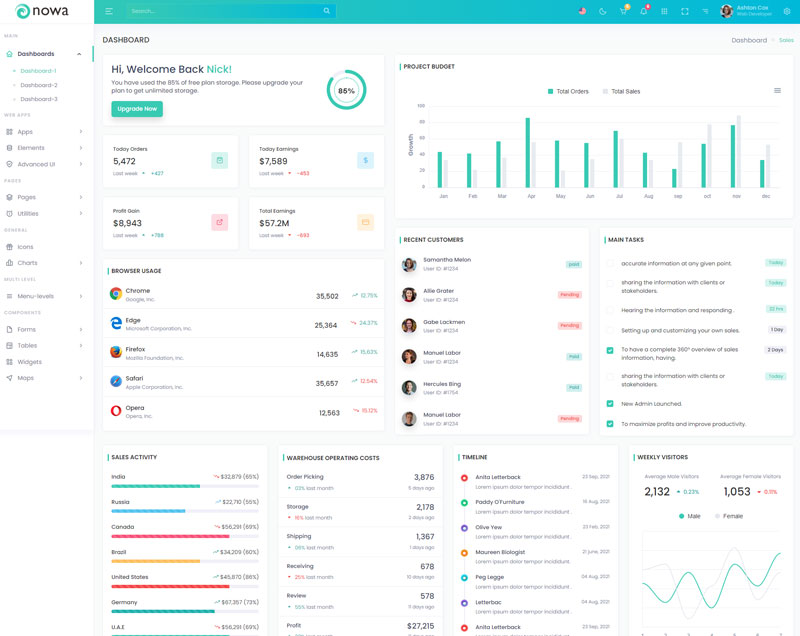 nowa
Search...
Ashton Cox
Web Developer
MAIN
Dashboards
Dashboard-1
Dashboard-2
Dashboard-3
WEB APPS
Apps
Elements
Advanced UI
PAGES
Pages
Utilities
GENERAL
Icons
Charts
MULTI LEVEL
Menu-levels
COMPONENTS
Forms
Tables
Widgets
Maps
DASHBOARD
Dashboard
Sales
Hi, Welcome Back Nick!
You have used the 85% of free plan storage. Please upgrade your
plan to get unlimited storage.
Upgrade Now
85%
Today Orders
5,472
Last week +427
Today Earnings
$7,589
Last week -453
Profit Gain
$8,943
Last week +788
Total Earnings
$57.2M
Last week -693
PROJECT BUDGET
Total Orders Total Sales
Growth
100
80
60
40
20
0
Jan Feb Mar Apr May Jun Jul Aug sep oct nov dec
BROWSER USAGE
Chrome
Google, Inc.
35,502 12.75%
Edge
Microsoft Corporation, Inc.
25,364 24.37%
Firefox
Mozilla Foundation, Inc.
14,635 15.63%
Safari
Apple Corporation, Inc.
35,657 12.54%
Opera
Opera, Inc.
12,563 15.12%
RECENT CUSTOMERS
Samantha Melon
User ID: #1234
paid
Allie Grater
User ID: #1234
Pending
Gabe Lackmen
User ID: #1234
Pending
Manuel Labor
User ID: #1234
Paid
Hercules Bing
User ID: #1754
Paid
Manuel Labor
User ID: #1234
Pending
MAIN TASKS
accurate information at any given point. Today
sharing the information with clients or
stakeholders.
Today
Hearing the information and responding. 22 hrs
Setting up and customizing your own sales. 1 Day
To have a complete 360° overview of sales
information, having.
2 Days
sharing the information with clients or
stakeholders.
Today
New Admin Launched.
To maximize profits and improve productivity.
SALES ACTIVITY
India $32,879 (65%)
Russia $22,710 (55%)
Canada $56,291 (69%)
Brazil $34,209 (60%)
United States $45,870 (86%)
Germany $67,357 (73%)
U.A.E $56,291 (69%)
WAREHOUSE OPERATING COSTS
Order Picking 3,876
03% last month 5 days ago
Storage 2,178
16% last month 2 days ago
Shipping 1,367
06% last month 1 days ago
Receiving 678
25% last month 10 days ago
Review 578
55% last month 11 days ago
Profit $27,215
TIMELINE
Anita Letterback 23 Sep, 2021
Lorem ipsum dolor tempor incididunt .
Paddy O'Furniture 16 Aug, 2021
Lorem ipsum dolor tempor incididunt .
Olive Yew 23 Feb, 2021
Lorem ipsum dolor tempor incididunt .
Maureen Biologist 21 june, 2021
Lorem ipsum dolor tempor incididunt .
Peg Legge 04 Aug, 2021
Lorem ipsum dolor tempor incididunt .
Letterbac 04 Aug, 2021
Lorem ipsum dolor tempor incididunt .
Anita Letterback 23 Sep, 2021
WEEKLY VISITORS
Average Male Visitors
2,132 0.23%
Average Female Visitors
1,053 0.11%
Male Female